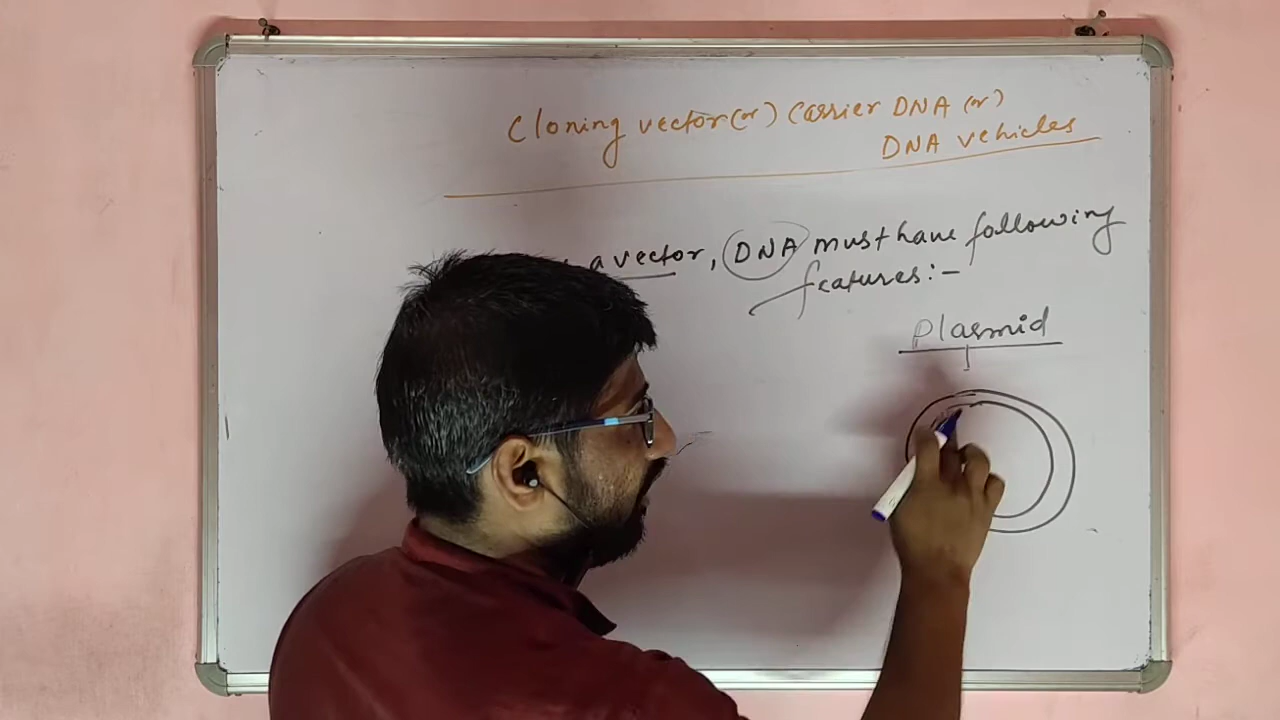 Cloning vector (or) Carrier DNA (or)
DNA vehicles
a vector, DNA must have following
features:-
Plasmid